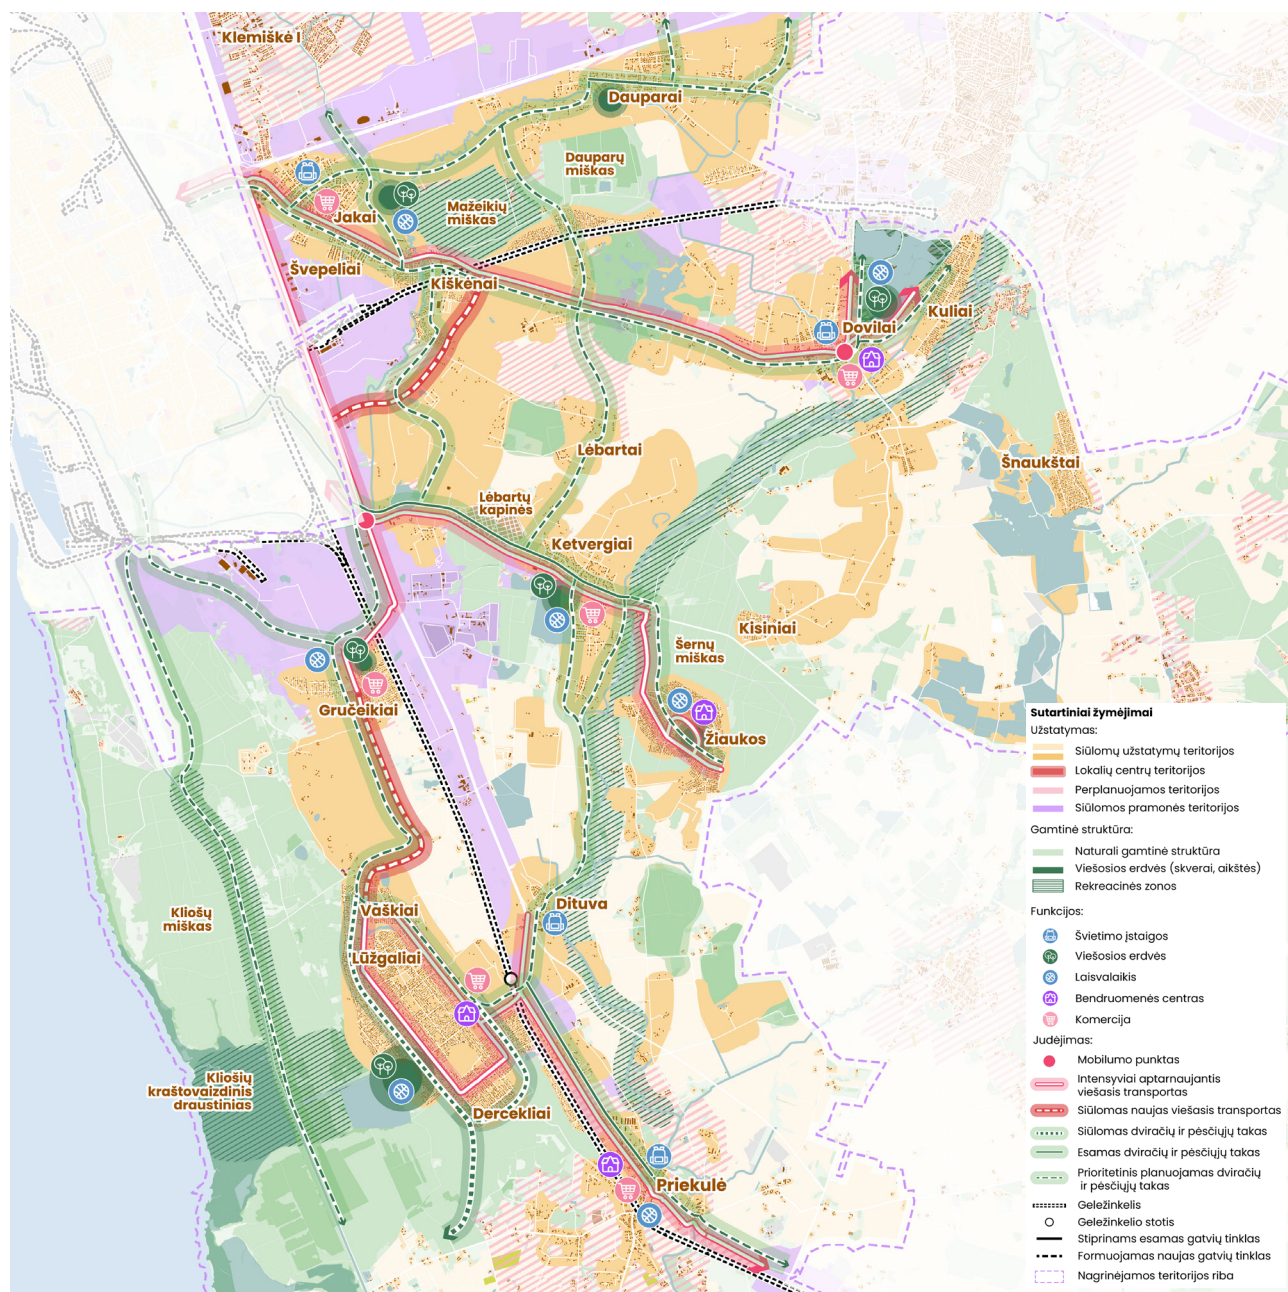 Klemiškė I
Dauparai
Dauparų
miškas
Mažeikių
miškas
Jakai
Švepeliai
Kiškėnai
Kuliai
Dovilai
Lėbartai
Šnaukštai
Lėbartų
kapinės
Ketvergiai
Kisiniai
Šernų
miškas
Gručeikiai
Žiaukos
Kliošų
miškas
Vaškiai
Dituva
Lūžgaliai
Kliošių
kraštovaizdinis
draustinias
Dercekliai
Priekulė
Sutartiniai žymėjimai
Užstatymas:
Siūlomų užstatymų teritorijos
Lokalių centrų teritorijos
Perplanuojamos teritorijos
Siūlomos pramonės teritorijos
Gamtinė struktūra:
Naturali gamtinė struktūra
Viešosios erdvės (skverai, aikštės)
Rekreacinės zonos
Funkcijos:
Švietimo įstaigos
Viešosios erdvės
Laisvalaikis
Bendruomenės centras
Komercija
Judėjimas:
Mobilumo punktas
Intensyviai aptarnaujantis
viešasis transportas
Siūlomas naujas viešasis transportas
Siūlomas dviračių ir pėsčiųjų takas
Esamas dviračių ir pėsčiųjų takas
Prioritetinis planuojamas dviračių
ir pėsčiųjų takas
Geležinkelis
Geležinkelio stotis
Stiprinams esamas gatvių tinklas
Formuojamas naujas gatvių tinklas
Nagrinėjamos teritorijos riba